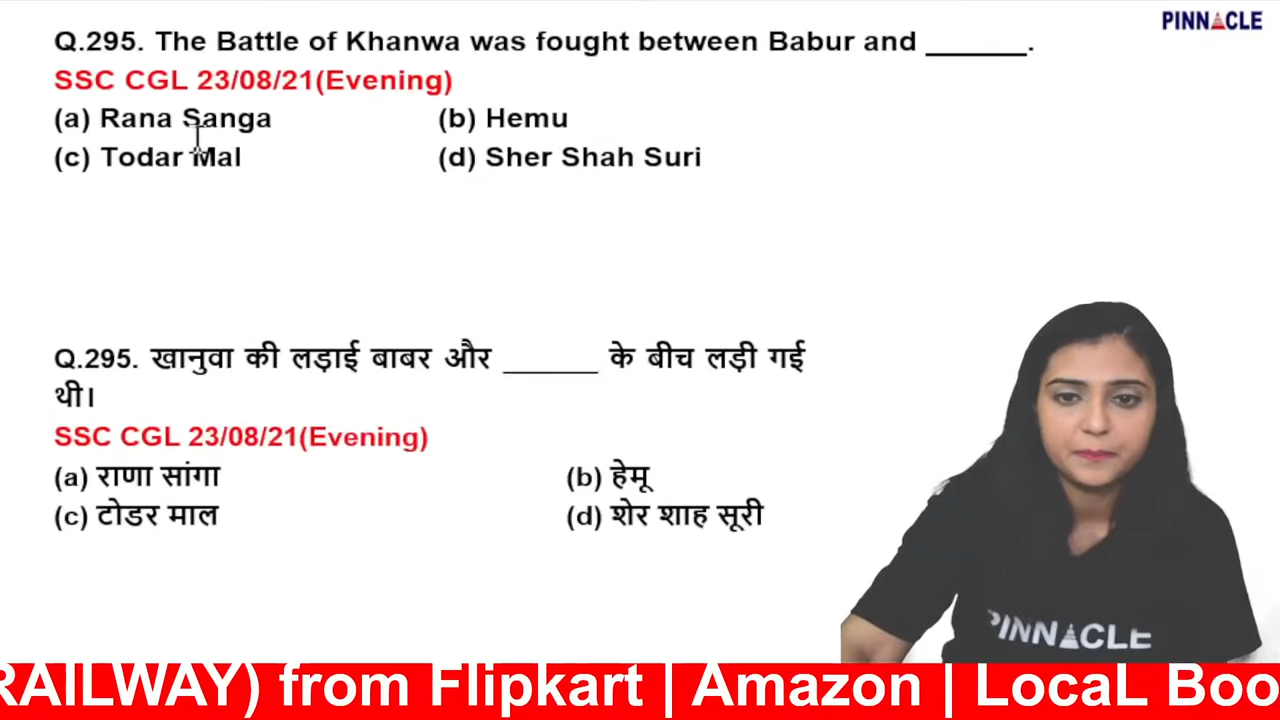 PINNACLE
Q.295. The Battle of Khanwa was fought between Babur and ______.
SSC CGL 23/08/21(Evening)
(a) Rana Sanga (b) Hemu
(c) Todar Mal (d) Sher Shah Suri
Q.295. खानुवा की लड़ाई बाबर और ______ के बीच लड़ी गई
थी।
SSC CGL 23/08/21(Evening)
(a) राणा सांगा (b) हेमू
(c) टोडर माल (d) शेर शाह सूरी
PINNACLE
RAILWAY) from Flipkart | Amazon | LocaL Boo